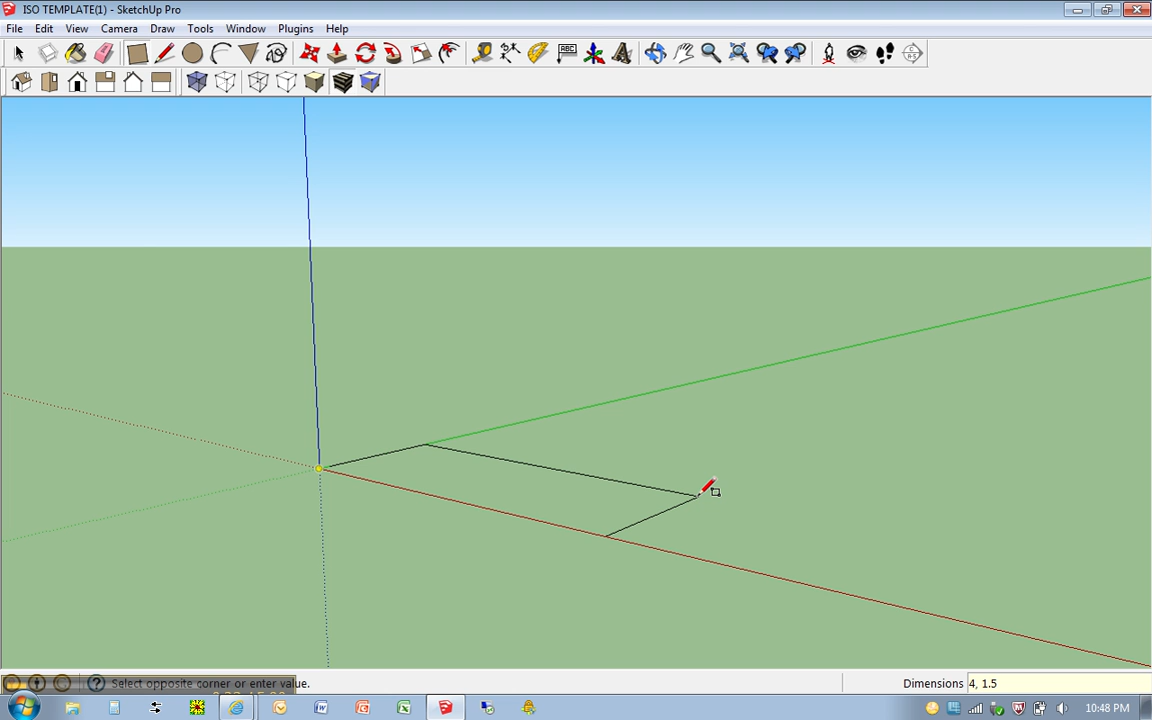 ISO TEMPLATE(1) - SketchUp Pro
File Edit View Camera Draw Tools Window Plugins Help
ABC
Select opposite corner or enter value. Dimensions 4, 1.5
10:48 PM